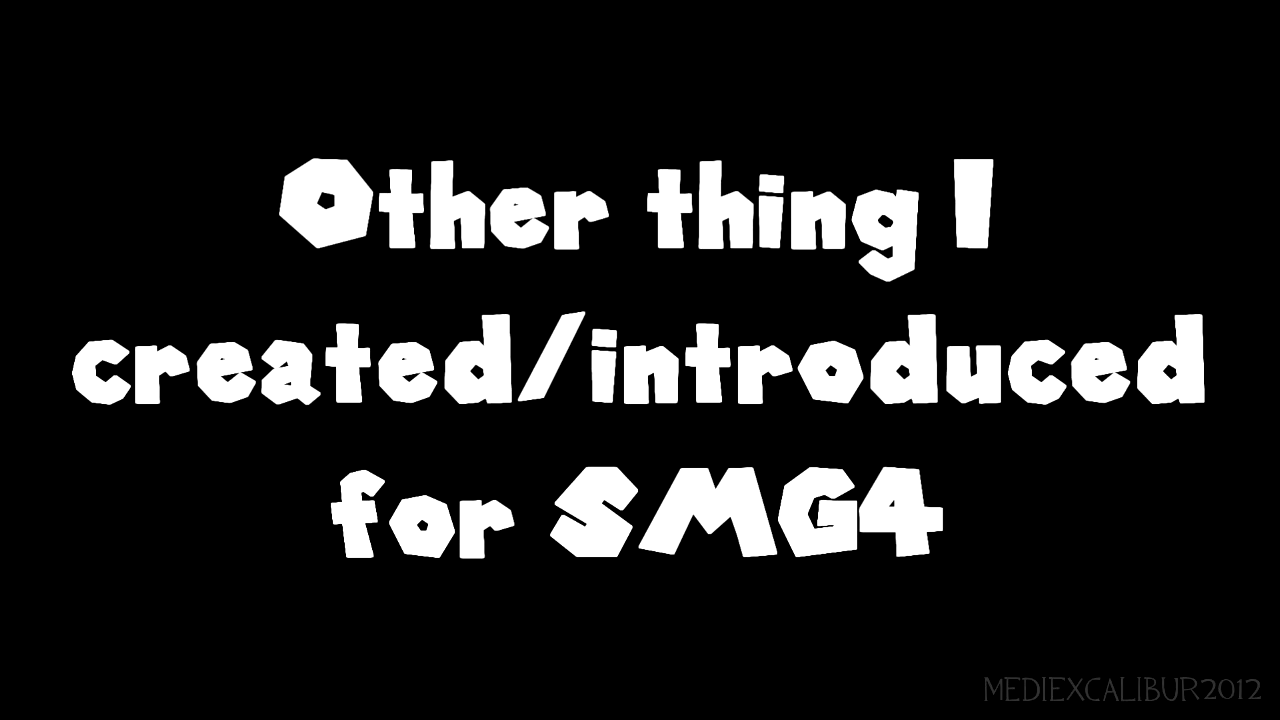 Other thing I
created/introduced
for SMG4
MEDIEXCALIBUR2012